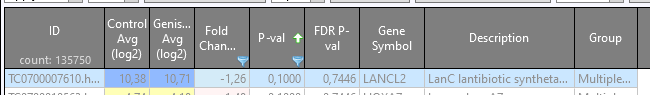 ID
count: 135750
Control Avg (log2)
Genis... Avg (log2)
Fold Chan...
P-val
FDR P-val
Gene Symbol
Description
Group
TC0700007610.h... 10,38 10,71 -1,26 0,1000 0,7446 LANCL2 LanC lantibiotic syntheta... Multiple...